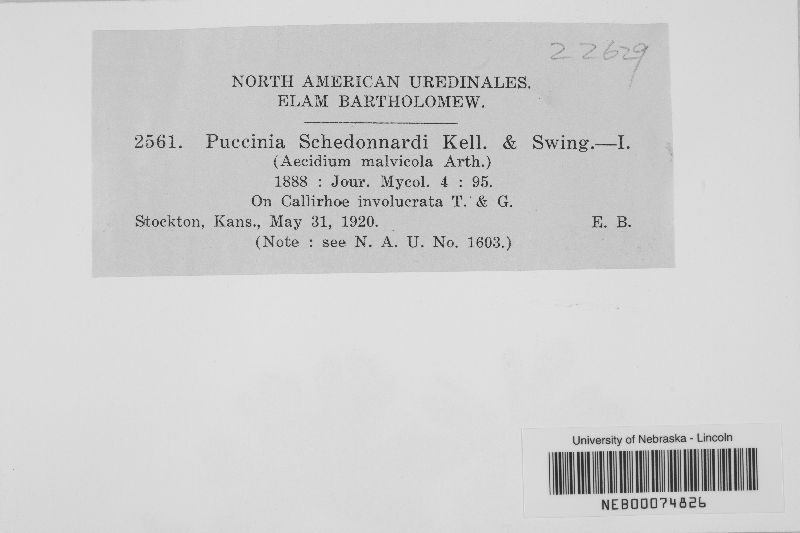 22629
NORTH AMERICAN UREDINALES.
ELAM BARTHOLOMEW.
2561. Puccinia Schedonnardi Kell. & Swing.—I.
(Aecidium malvicola Arth.)
1888 : Jour. Mycol. 4 : 95.
On Callirhoe involucrata T. & G.
Stockton, Kans., May 31, 1920. E. B.
(Note : see N. A. U. No. 1603.)
University of Nebraska - Lincoln
NEB00074826